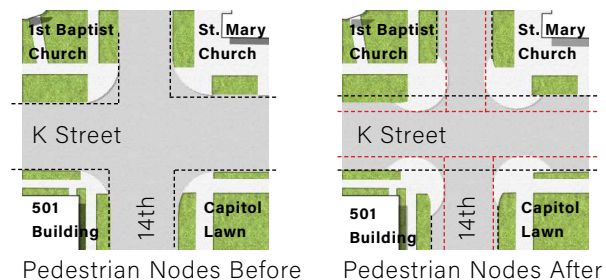 1st Baptist
Church
St. Mary
Church
K Street
501
Building
14th
Capitol
Lawn
Pedestrian Nodes Before
1st Baptist
Church
St. Mary
Church
K Street
501
Building
14th
Capitol
Lawn
Pedestrian Nodes After